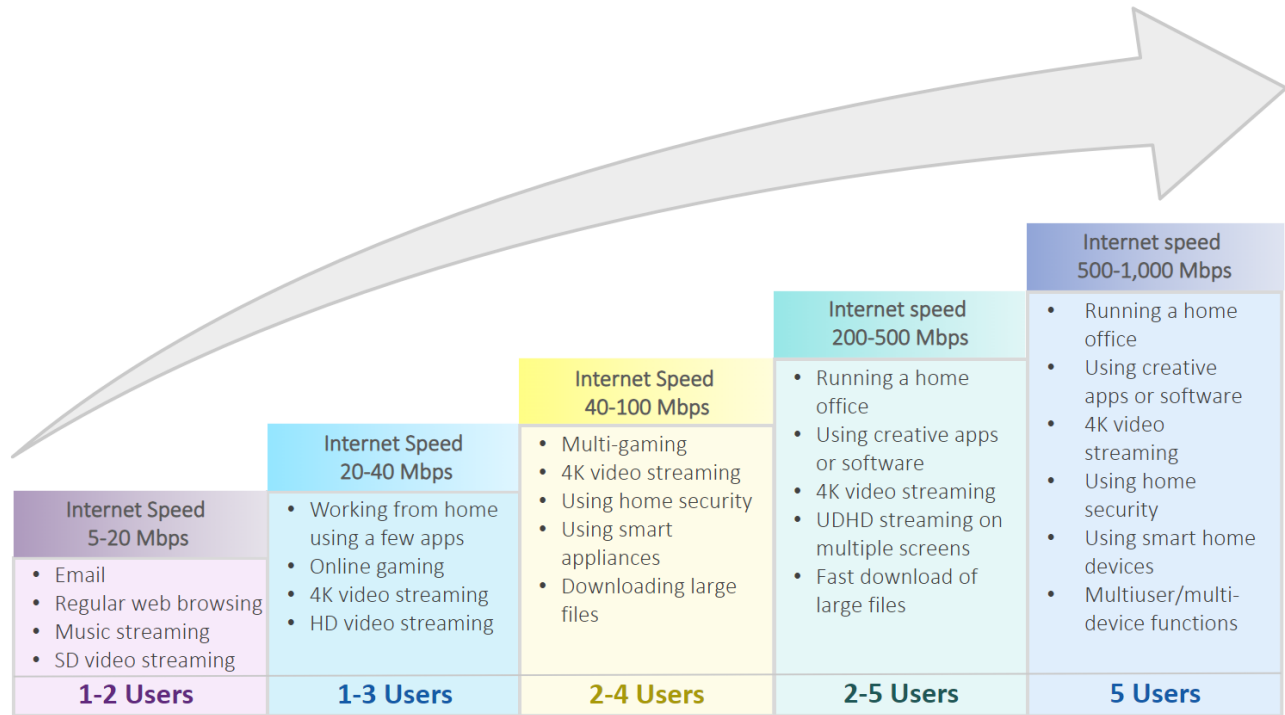 Internet Speed
5-20 Mbps
• Email
• Regular web browsing
• Music streaming
• SD video streaming
1-2 Users
Internet Speed
20-40 Mbps
• Working from home
using a few apps
• Online gaming
• 4K video streaming
• HD video streaming
1-3 Users
Internet Speed
40-100 Mbps
• Multi-gaming
• 4K video streaming
• Using home security
• Using smart
appliances
• Downloading large
files
2-4 Users
Internet speed
200-500 Mbps
• Running a home
office
• Using creative apps
or software
• 4K video streaming
• UDHD streaming on
multiple screens
• Fast download of
large files
2-5 Users
Internet speed
500-1,000 Mbps
• Running a home
office
• Using creative
apps or software
• 4K video
streaming
• Using home
security
• Using smart home
devices
• Multiuser/multi-
device functions
5 Users